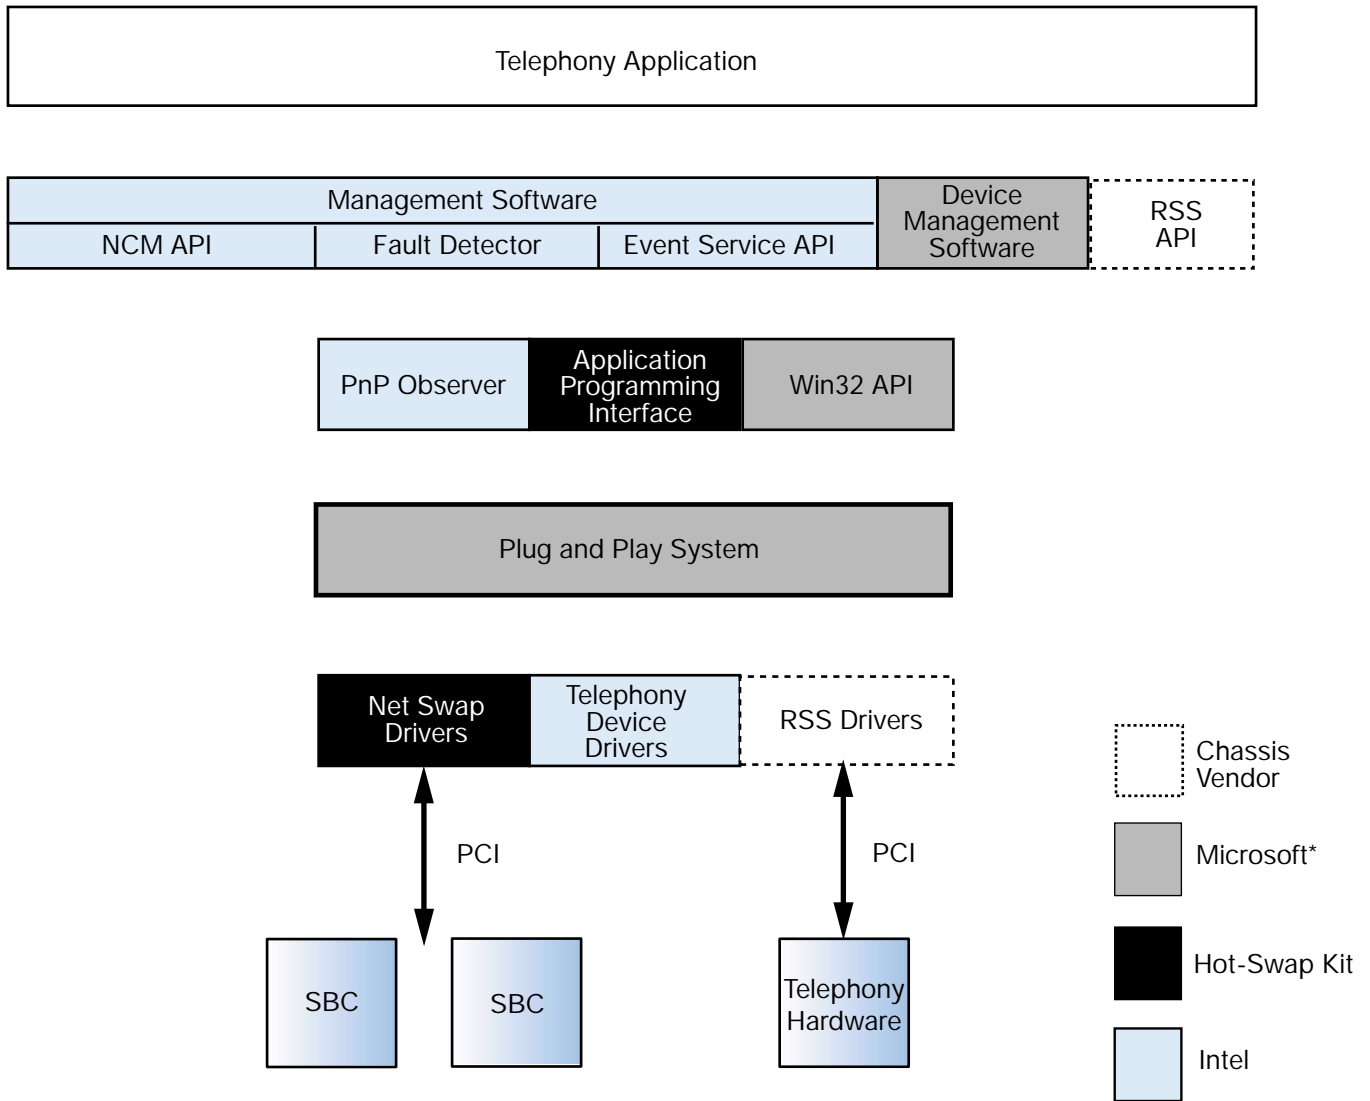 Telephony Application
Management Software
NCM API
Fault Detector
Event Service API
Device
Management
Software
RSS
API
PnP Observer
Application
Programming
Interface
Win32 API
Plug and Play System
Net Swap
Drivers
Telephony
Device
Drivers
RSS Drivers
PCI
PCI
SBC
SBC
Telephony
Hardware
Chassis
Vendor
Microsoft*
Hot-Swap Kit
Intel